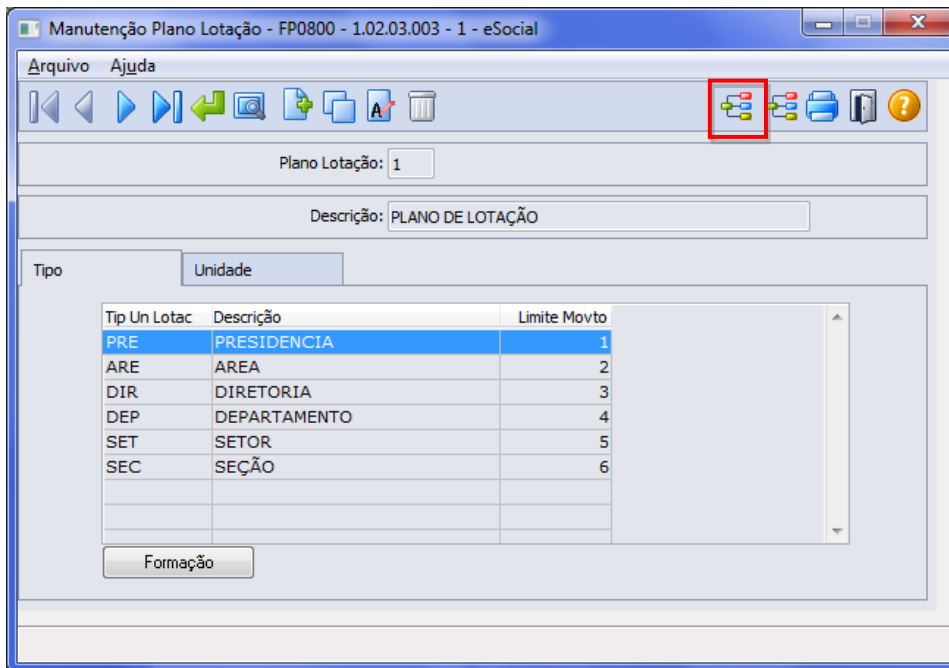 Manutenção Plano Lotação - FP0800 - 1.02.03.003 - 1 - eSocial
Arquivo Ajuda
Plano Lotação: 1
Descrição: PLANO DE LOTAÇÃO
Tipo Unidade
Tip Un Lotac Descrição Limite Movto
PRE PRESIDENCIA 1
ARE AREA 2
DIR DIRETORIA 3
DEP DEPARTAMENTO 4
SET SETOR 5
SEC SEÇÃO 6
Formação